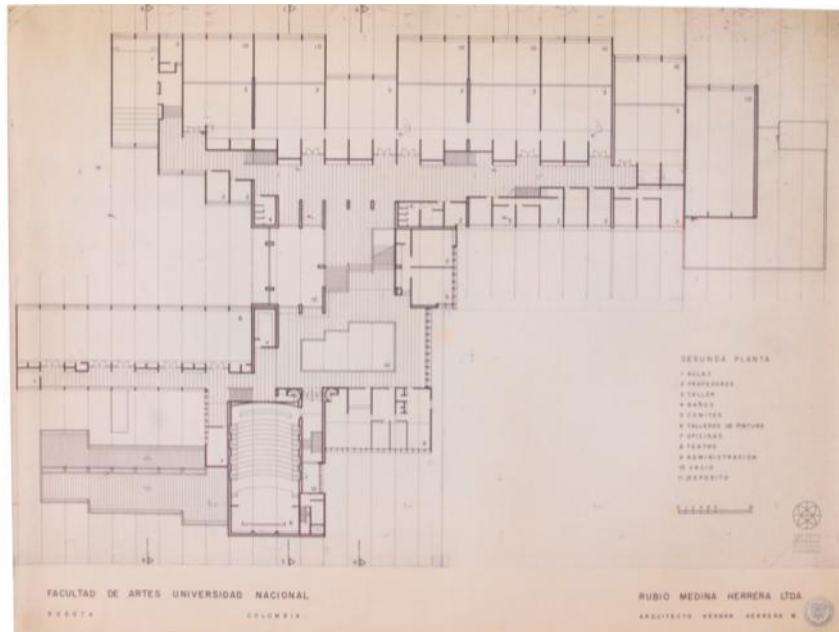 SEGUNDA PLANTA
1 AULAS
2 PROFESORES
3 TALLER
4 BAÑOS
5 COMITES
6 TALLERES DE PINTURA
7 OFICINAS
8 TEATRO
9 ADMINISTRACION
10 VACIO
11 DEPOSITO
FACULTAD DE ARTES UNIVERSIDAD NACIONAL
BOGOTA COLOMBIA
RUBIO MEDINA HERRERA LTDA
ARQUITECTO HERNAN HERRERA M.